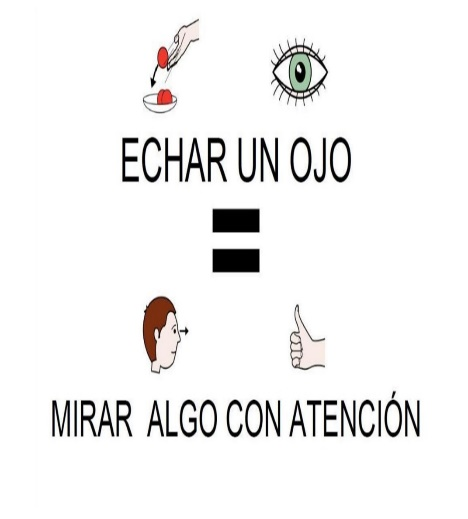 ECHAR UN OJO
=
MIRAR ALGO CON ATENCIÓN